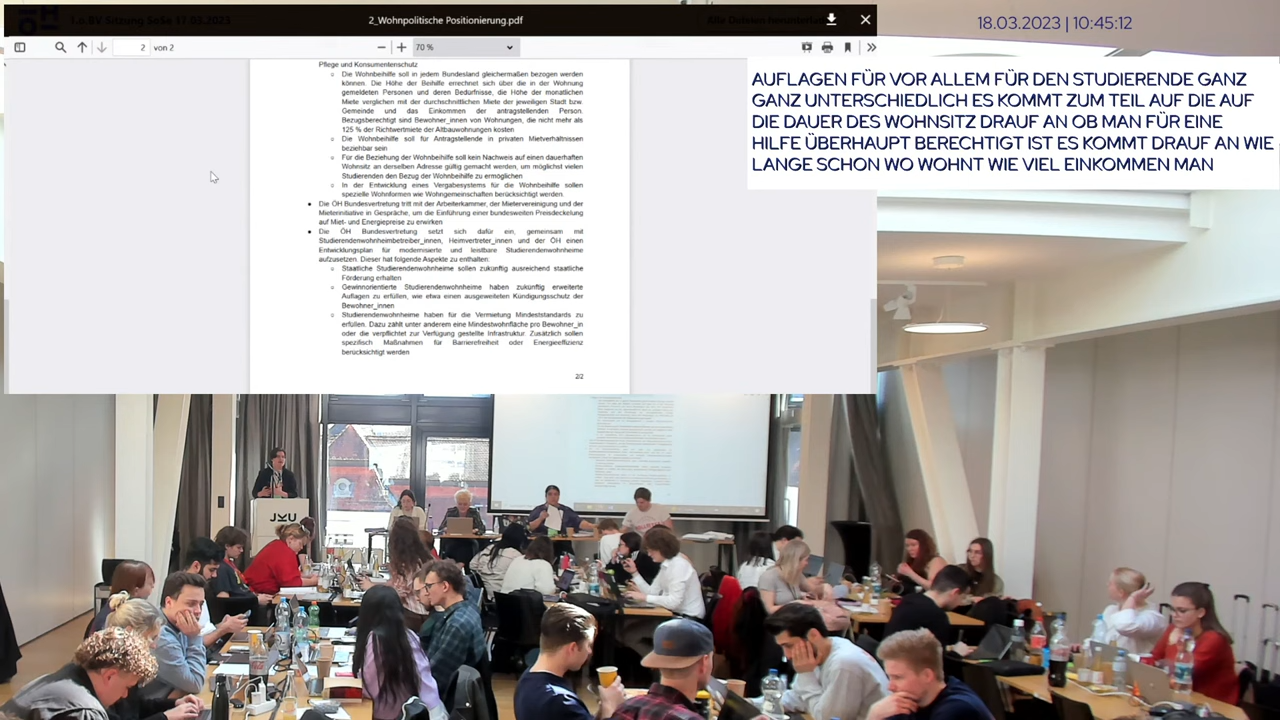 1.o.BV Sitzung SoSe 17.03.2023
2_Wohnpolitische Positionierung.pdf
Alle Dateien herunterladen
18.03.2023 | 10:45:12
2 von 2
70 %
AUFLAGEN FÜR VOR ALLEM FÜR DEN STUDIERENDE GANZ
GANZ UNTERSCHIEDLICH ES KOMMT ZUM TEIL AUF DIE AUF
DIE DAUER DES WOHNSITZ DRAUF AN OB MAN FÜR EINE
HILFE ÜBERHAUPT BERECHTIGT IST ES KOMMT DRAUF AN WIE
LANGE SCHON WO WOHNT WIE VIEL EINKOMMEN MAN
Pflege und Konsumentenschutz
○ Die Wohnbeihilfe soll in jedem Bundesland gleichermaßen bezogen werden
können. Die Höhe der Beihilfe errechnet sich über die in der Wohnung
gemeldeten Personen und deren Bedürfnisse, die Höhe der monatlichen
Miete verglichen mit der durchschnittlichen Miete der jeweiligen Stadt bzw.
Gemeinde und das Einkommen der antragstellenden Person.
Bezugsberechtigt sind Bewohner_innen von Wohnungen, die nicht mehr als
125 % der Richtwertmiete der Altbauwohnungen kosten
○ Die Wohnbeihilfe soll für Antragstellende in privaten Mietverhältnissen
beziehbar sein
○ Für die Beziehung der Wohnbeihilfe soll kein Nachweis auf einen dauerhaften
Wohnsitz an derselben Adresse gültig gemacht werden, um möglichst vielen
Studierenden den Bezug der Wohnbeihilfe zu ermöglichen
○ In der Entwicklung eines Vergabesystems für die Wohnbeihilfe sollen
spezielle Wohnformen wie Wohngemeinschaften berücksichtigt werden.
● Die ÖH Bundesvertretung tritt mit der Arbeiterkammer, der Mietervereinigung und der
Mieterinitiative in Gespräche, um die Einführung einer bundesweiten Preisdeckelung
auf Miet- und Energiepreise zu erwirken
● Die ÖH Bundesvertretung setzt sich dafür ein, gemeinsam mit
Studierendenwohnheimbetreiber_innen, Heimvertreter_innen und der ÖH einen
Entwicklungsplan für modernisierte und leistbare Studierendenwohnheime
aufzusetzen. Dieser hat folgende Aspekte zu enthalten:
○ Staatliche Studierendenwohnheime sollen zukünftig ausreichend staatliche
Förderung erhalten
○ Gewinnorientierte Studierendenwohnheime haben zukünftig erweiterte
Auflagen zu erfüllen, wie etwa einen ausgeweiteten Kündigungsschutz der
Bewohner_innen
○ Studierendenwohnheime haben für die Vermietung Mindeststandards zu
erfüllen. Dazu zählt unter anderem eine Mindestwohnfläche pro Bewohner_in
oder die verpflichtet zur Verfügung gestellte Infrastruktur. Zusätzlich sollen
spezifisch Maßnahmen für Barrierefreiheit oder Energieeffizienz
berücksichtigt werden
2/2
JKU